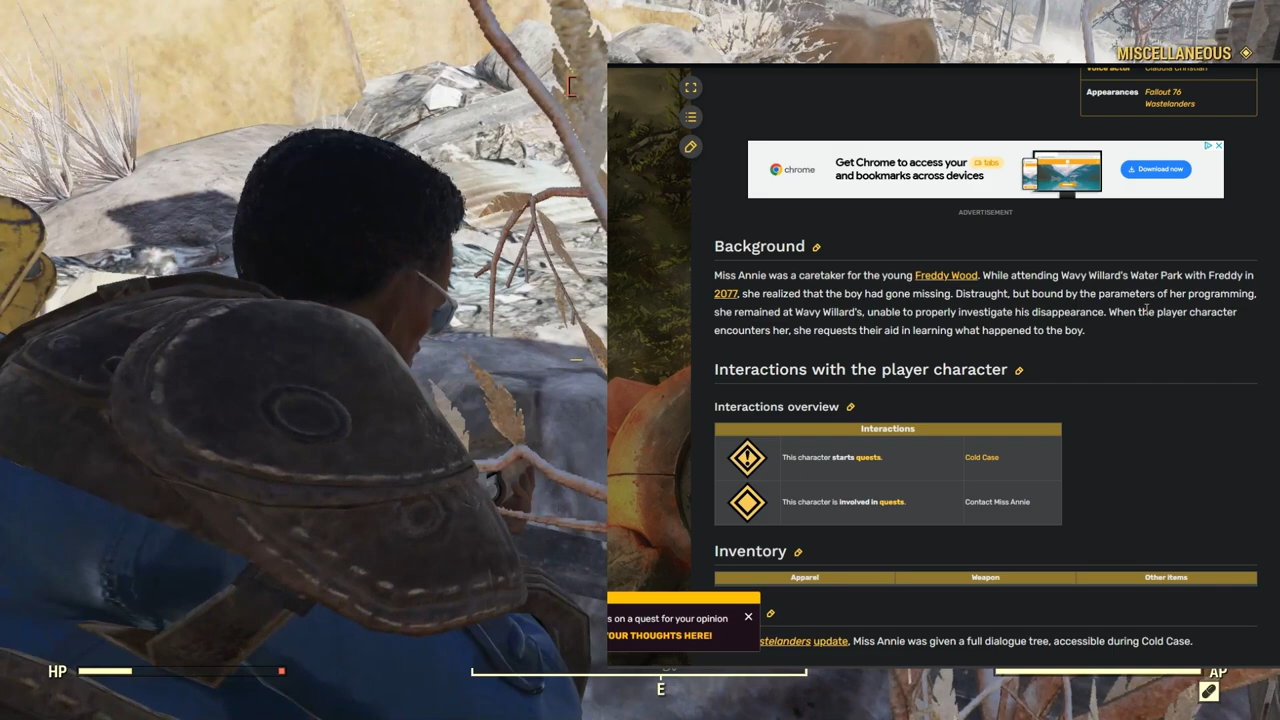 MISCELLANEOUS
Voice actor Claudia Christian
Appearances Fallout 76
Wastelanders
chrome
Get Chrome to access your tabs
and bookmarks across devices
Download now
ADVERTISEMENT
Background
Miss Annie was a caretaker for the young Freddy Wood. While attending Wavy Willard's Water Park with Freddy in
2077, she realized that the boy had gone missing. Distraught, but bound by the parameters of her programming,
she remained at Wavy Willard's, unable to properly investigate his disappearance. When the player character
encounters her, she requests their aid in learning what happened to the boy.
Interactions with the player character
Interactions overview
Interactions
This character starts quests. Cold Case
This character is involved in quests. Contact Miss Annie
Inventory
Apparel Weapon Other items
s on a quest for your opinion
YOUR THOUGHTS HERE!
stelanders update, Miss Annie was given a full dialogue tree, accessible during Cold Case.
HP
E
AP